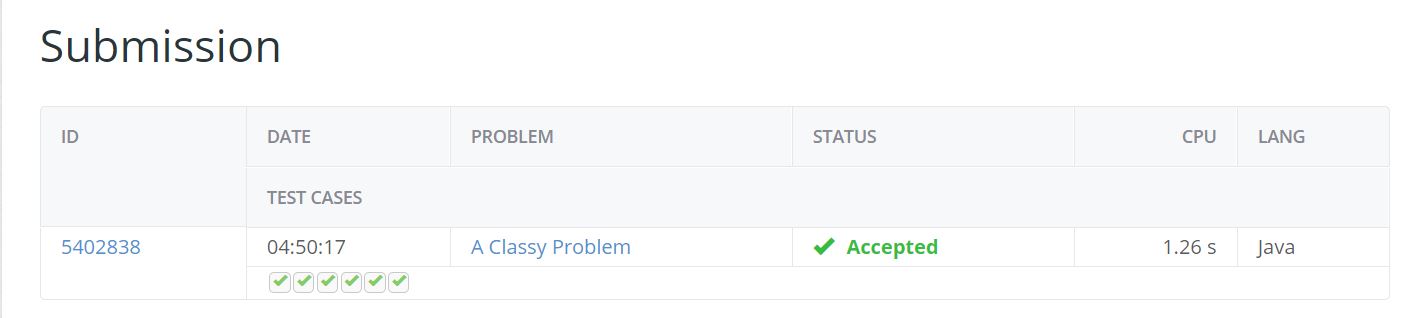 Submission
ID DATE PROBLEM STATUS CPU LANG
TEST CASES
5402838 04:50:17 A Classy Problem Accepted 1.26 s Java